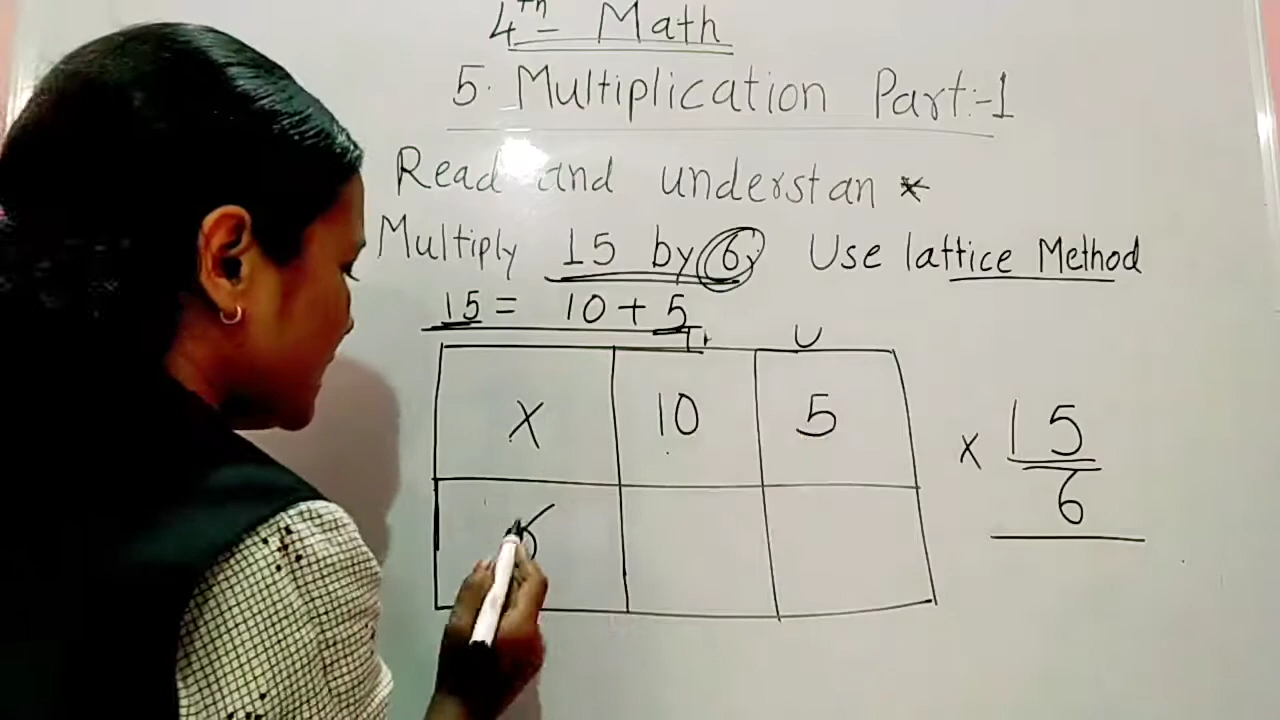 4th - Math
5. Multiplication Part:-1
Read and understan *
Multiply 15 by 6. Use lattice Method
15 = 10 + 5
T U
X 10 5
6
15
X 6